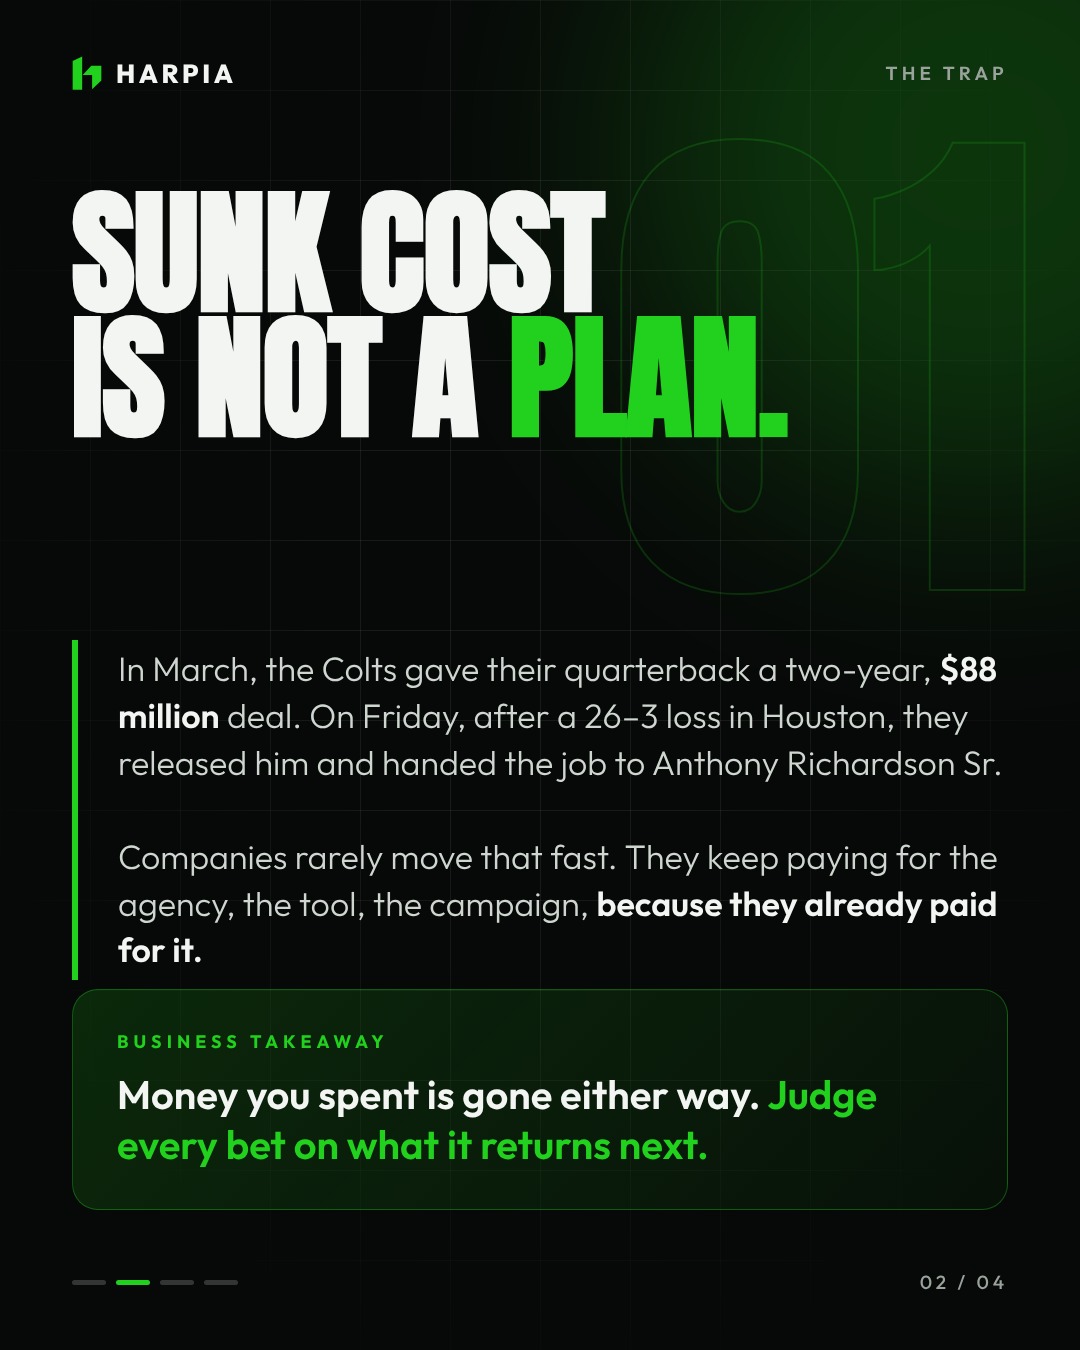 HARPIA
THE TRAP
01
SUNK COST
IS NOT A PLAN.
In March, the Colts gave their quarterback a two-year, $88
million deal. On Friday, after a 26–3 loss in Houston, they
released him and handed the job to Anthony Richardson Sr.
Companies rarely move that fast. They keep paying for the
agency, the tool, the campaign, because they already paid
for it.
BUSINESS TAKEAWAY
Money you spent is gone either way. Judge
every bet on what it returns next.
02 / 04